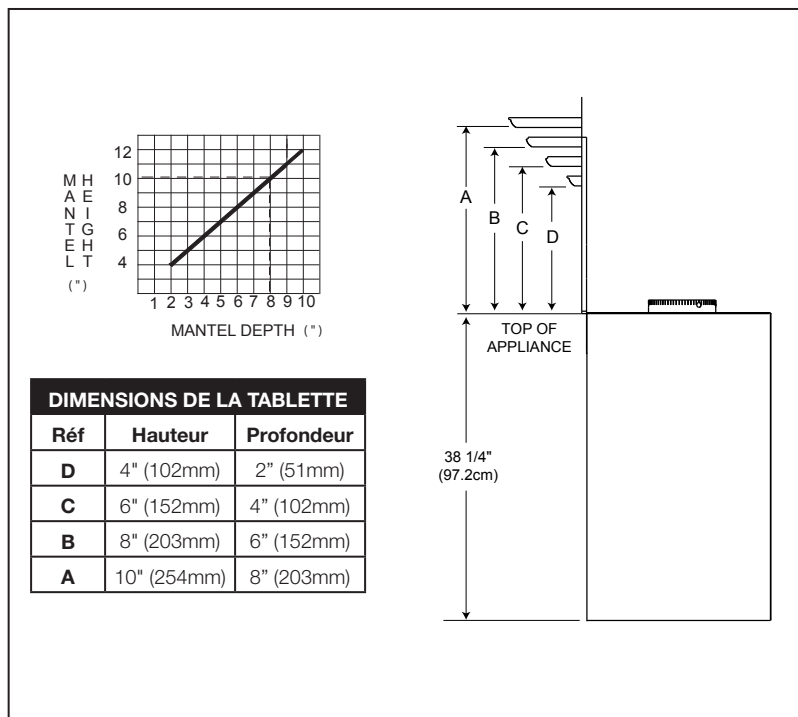 MANTEL
HEIGHT
(")
12
10
8
6
4
1 2 3 4 5 6 7 8 9 10
MANTEL DEPTH (")
A
B
C
D
TOP OF
APPLIANCE
38 1/4"
(97.2cm)
DIMENSIONS DE LA TABLETTE
Réf Hauteur Profondeur
D 4" (102mm) 2” (51mm)
C 6" (152mm) 4” (102mm)
B 8" (203mm) 6” (152mm)
A 10" (254mm) 8” (203mm)